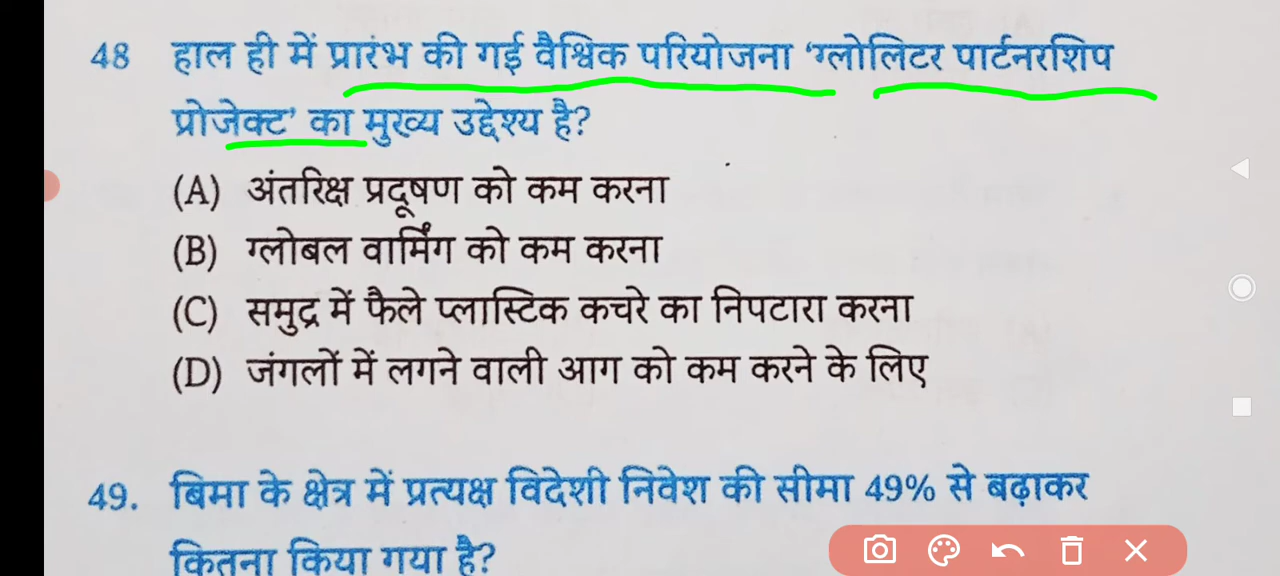 48 हाल ही में प्रारंभ की गई वैश्विक परियोजना ‘ग्लोलिटर पार्टनरशिप
प्रोजेक्ट’ का मुख्य उद्देश्य है?
(A) अंतरिक्ष प्रदूषण को कम करना
(B) ग्लोबल वार्मिंग को कम करना
(C) समुद्र में फैले प्लास्टिक कचरे का निपटारा करना
(D) जंगलों में लगने वाली आग को कम करने के लिए
49. बिमा के क्षेत्र में प्रत्यक्ष विदेशी निवेश की सीमा 49% से बढ़ाकर
कितना किया गया है?